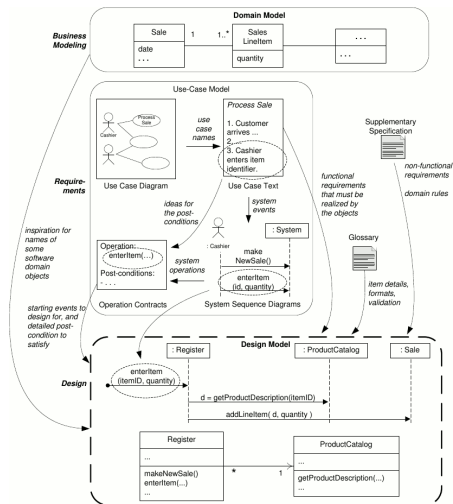 Domain Model
Business
Modeling
Sale
date
. . .
1
1..*
Sales
LineItem
quantity
. . .
. . .
Use-Case Model
Process
Sale
Cashier
Use Case Diagram
use
case
names
Process Sale
1. Customer
arrives ...
2. ...
3. Cashier
enters item
identifier.
Use Case Text
Require-
ments
ideas for
the post-
conditions
system
events
Operation:
enterItem(…)
Post-conditions:
- . . .
Operation Contracts
system
operations
: Cashier
: System
make
NewSale()
enterItem
(id, quantity)
System Sequence Diagrams
functional
requirements
that must be
realized by
the objects
Supplementary
Specification
non-functional
requirements
domain rules
Glossary
item details,
formats,
validation
inspiration for
names of
some
software
domain
objects
starting events to
design for, and
detailed post-
condition to
satisfy
Design Model
Design
: Register
: ProductCatalog
: Sale
enterItem
(itemID, quantity)
d = getProductDescription(itemID)
addLineItem( d, quantity )
Register
...
makeNewSale()
enterItem(...)
...
*
1
ProductCatalog
...
getProductDescription(...)
...